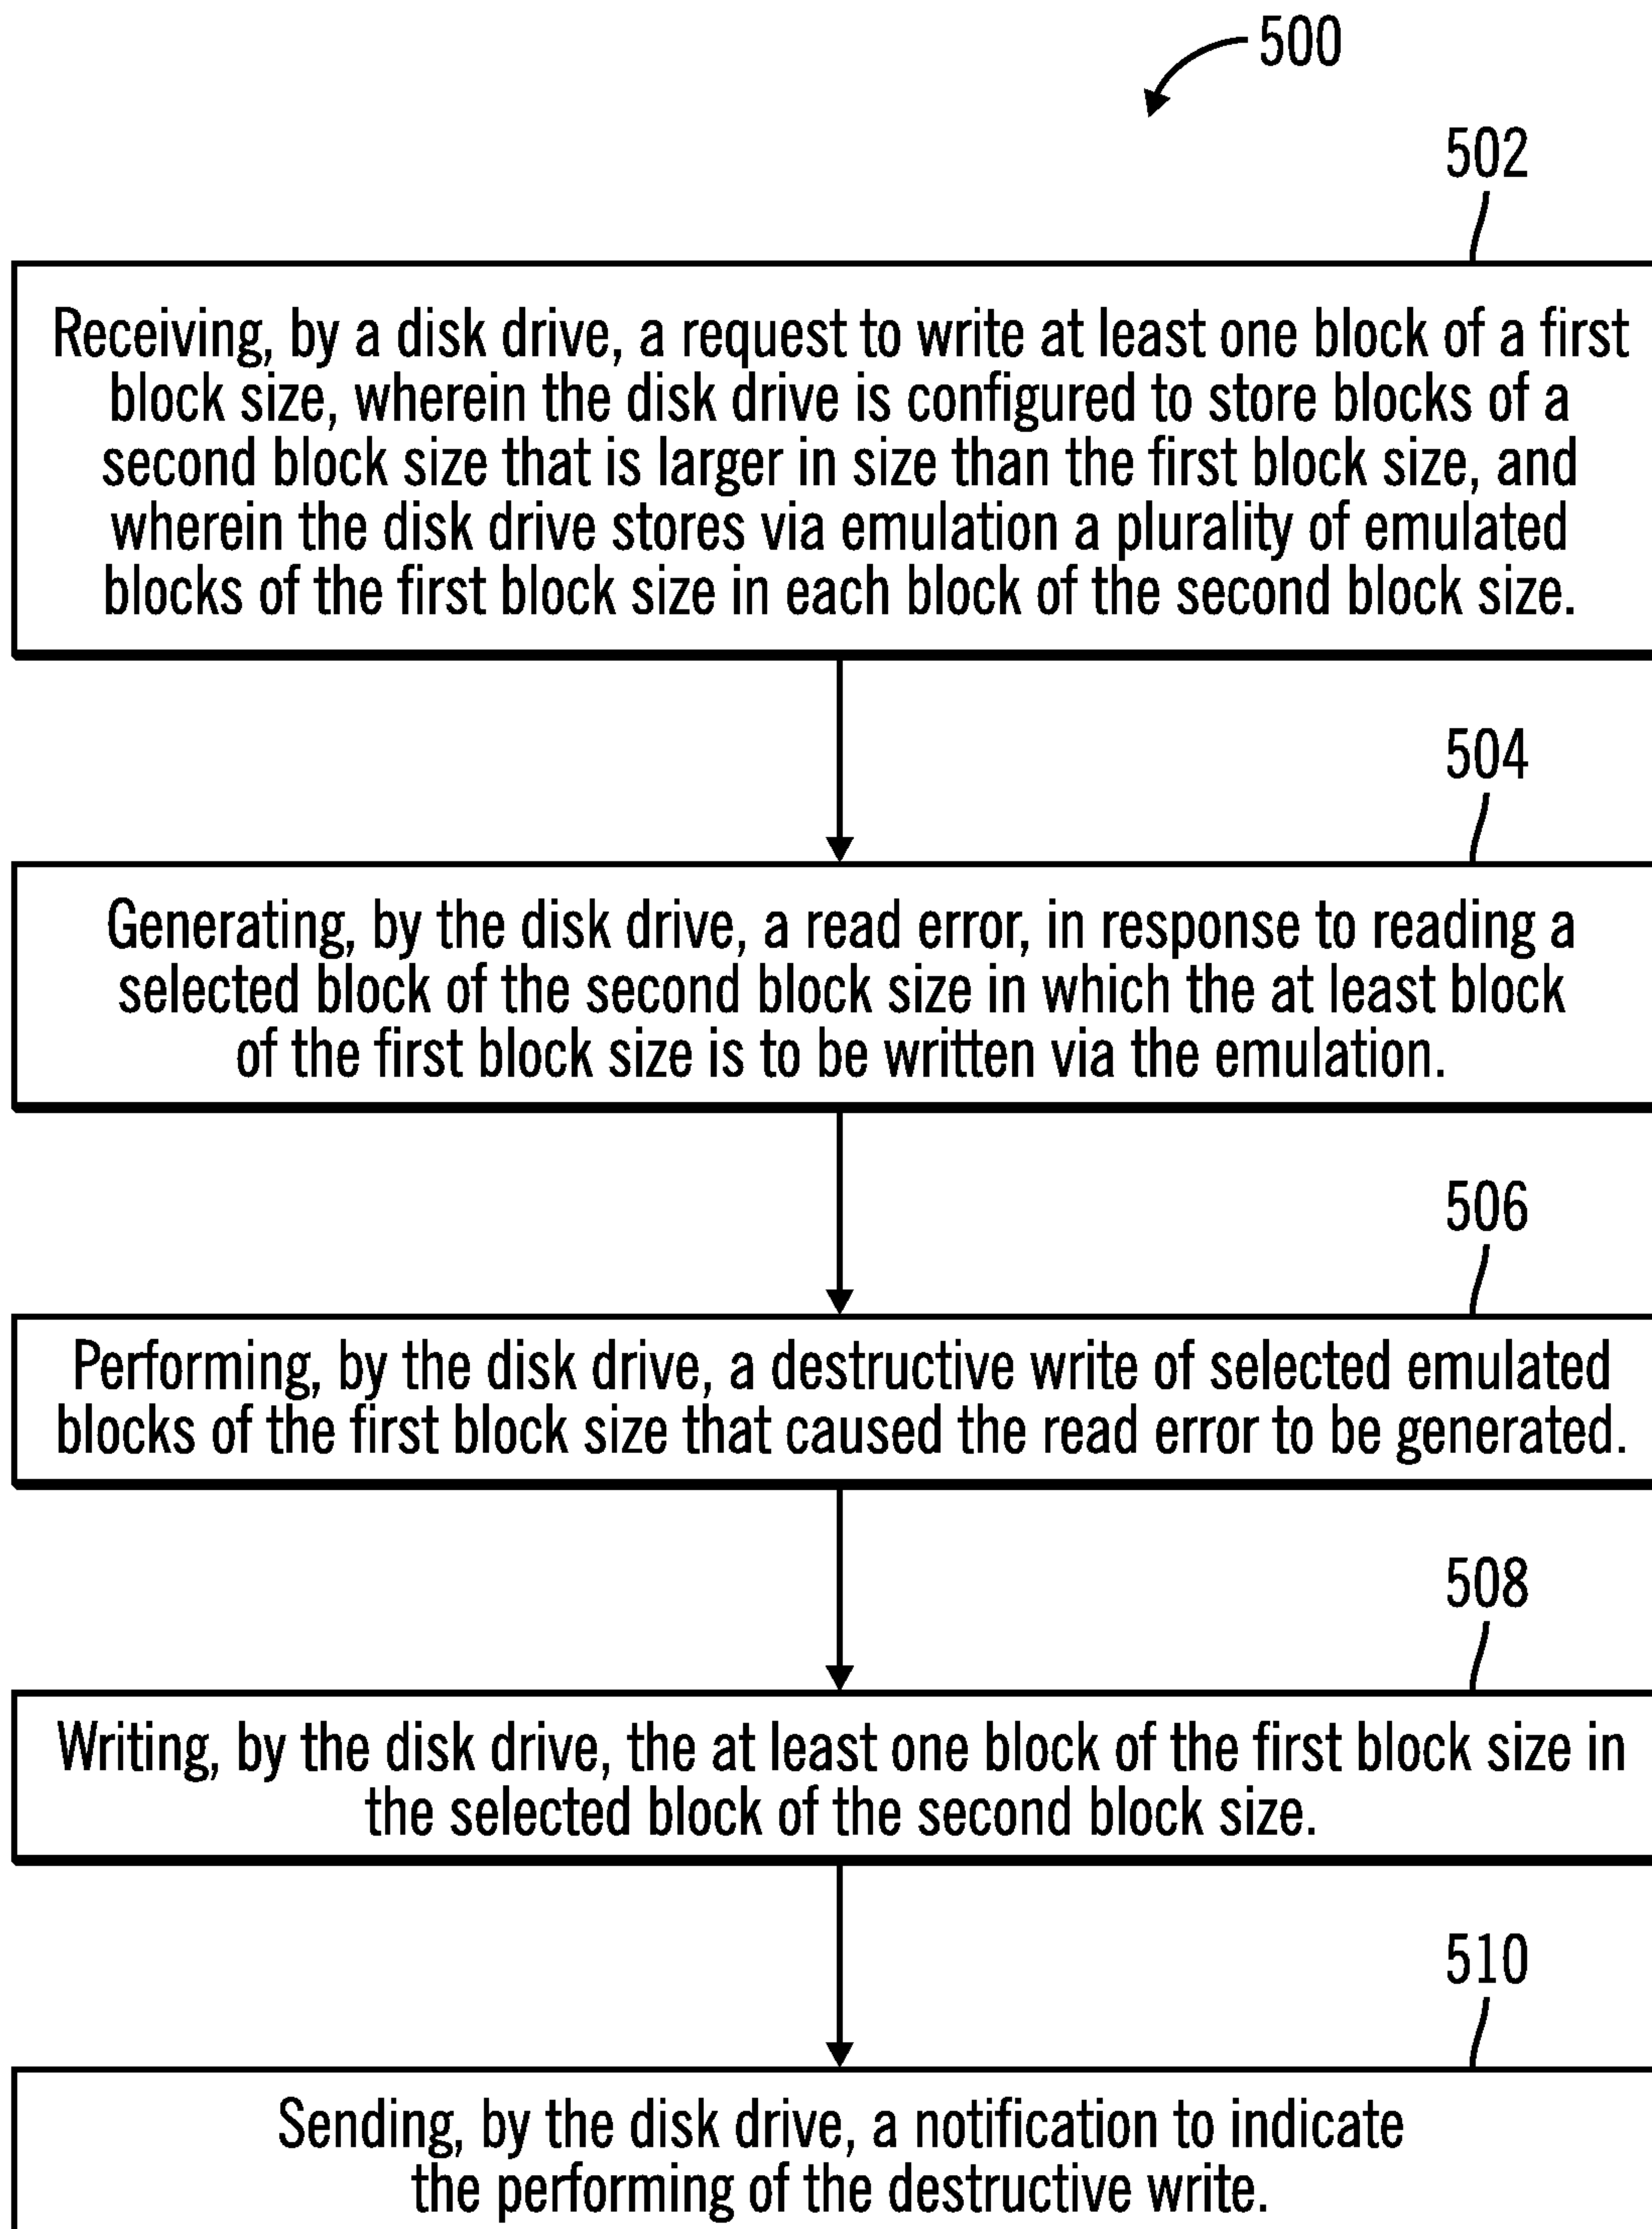 500
502
Receiving, by a disk drive, a request to write at least one block of a first
block size, wherein the disk drive is configured to store blocks of a
second block size that is larger in size than the first block size, and
wherein the disk drive stores via emulation a plurality of emulated
blocks of the first block size in each block of the second block size.
504
Generating, by the disk drive, a read error, in response to reading a
selected block of the second block size in which the at least block
of the first block size is to be written via the emulation.
506
Performing, by the disk drive, a destructive write of selected emulated
blocks of the first block size that caused the read error to be generated.
508
Writing, by the disk drive, the at least one block of the first block size in
the selected block of the second block size.
510
Sending, by the disk drive, a notification to indicate
the performing of the destructive write.